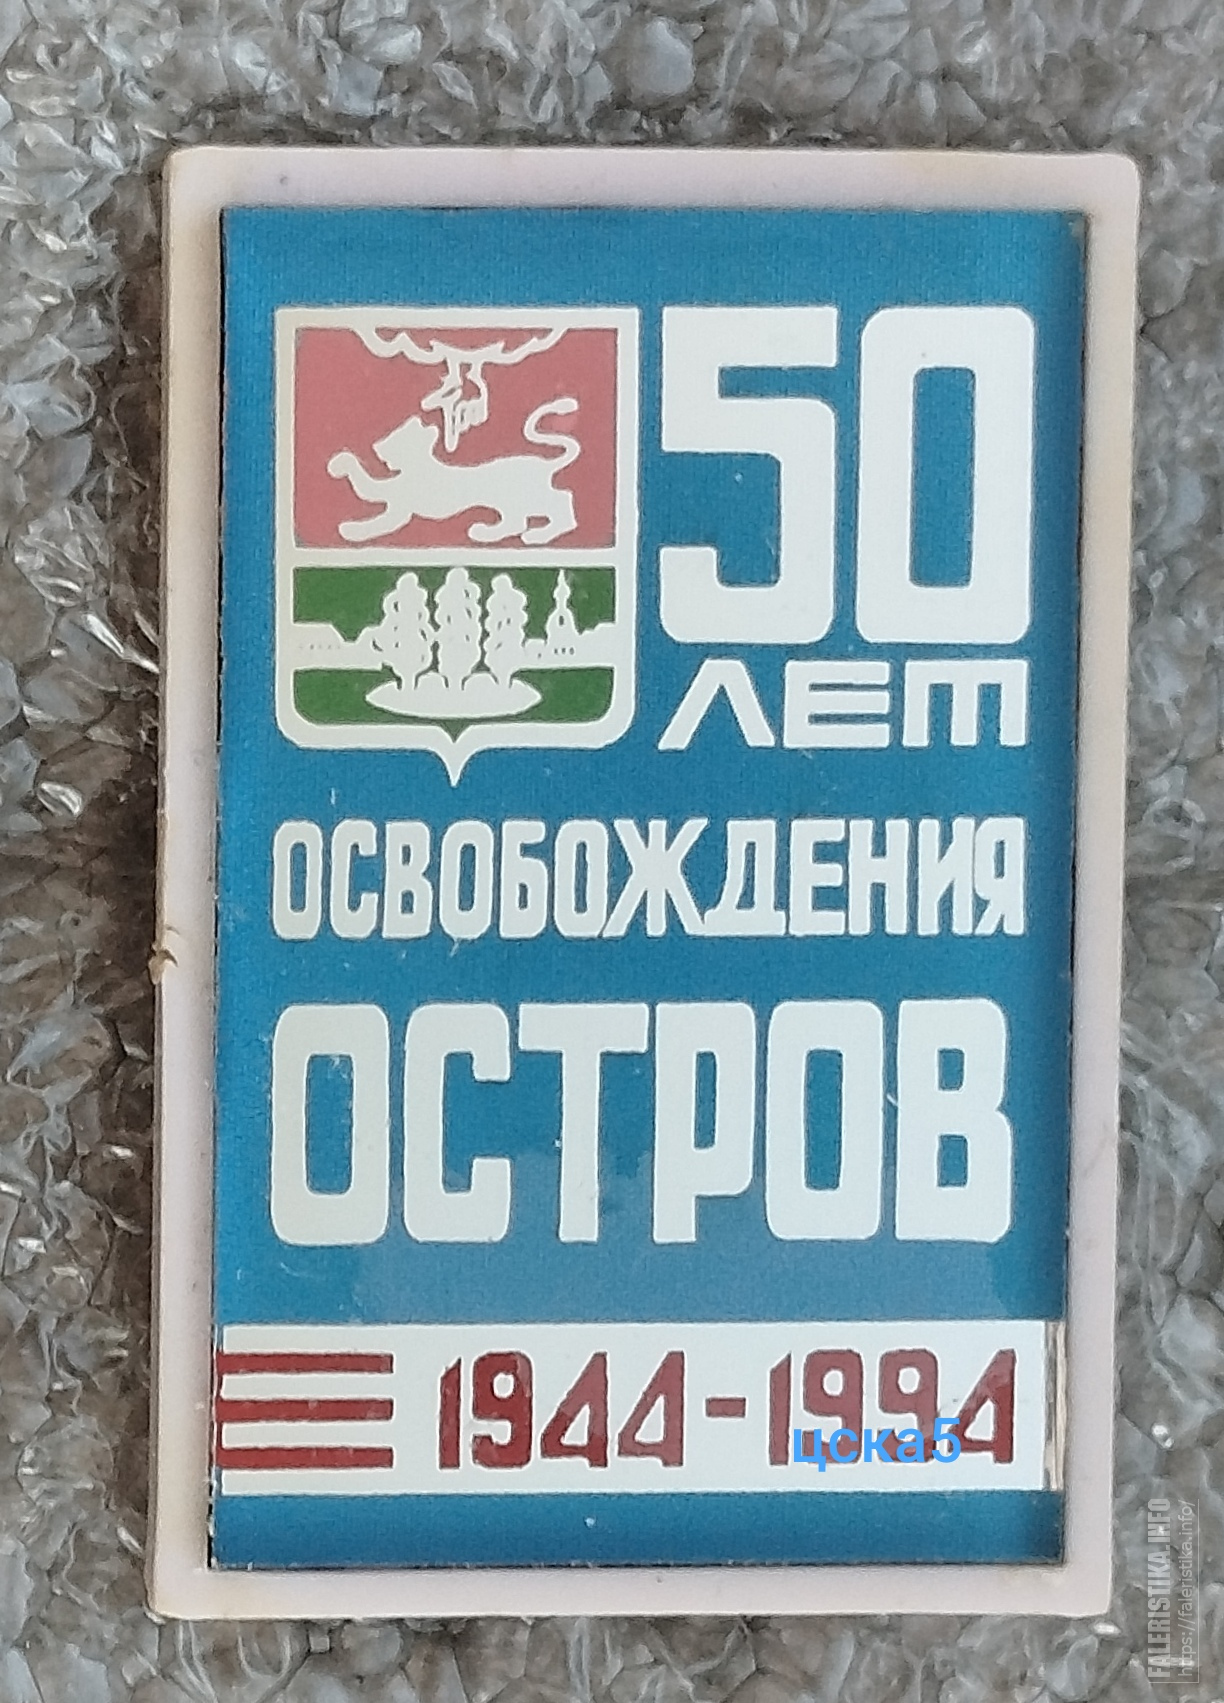 50
ЛЕТ
ОСВОБОЖДЕНИЯ
ОСТРОВ
1944-1994
цска5
FALERISTIKA.INFO
https://faleristika.info/